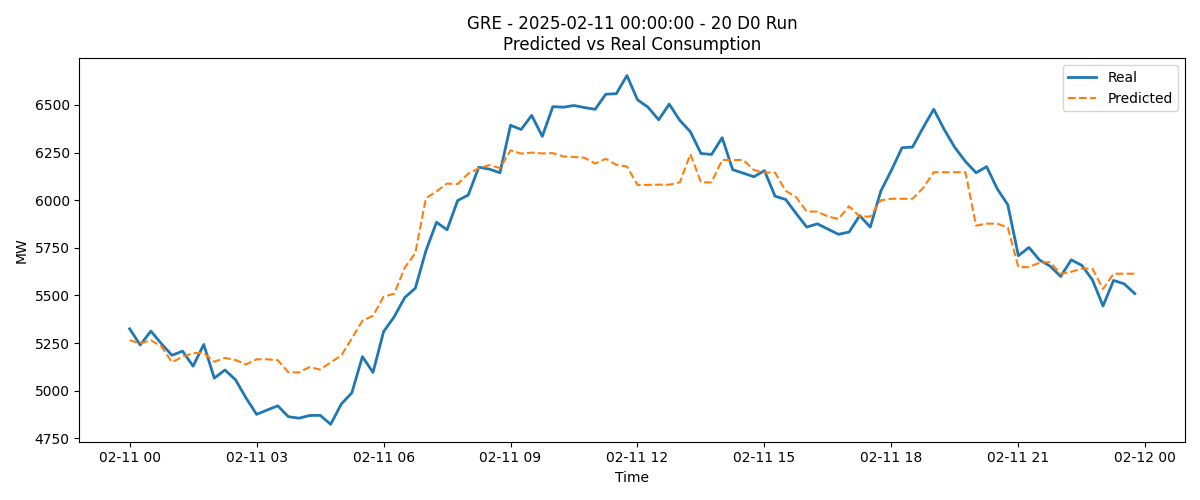 GRE - 2025-02-11 00:00:00 - 20 D0 Run
Predicted vs Real Consumption
Real
Predicted
MW
6500
6250
6000
5750
5500
5250
5000
4750
02-11 00 02-11 03 02-11 06 02-11 09 02-11 12 02-11 15 02-11 18 02-11 21 02-12 00
Time